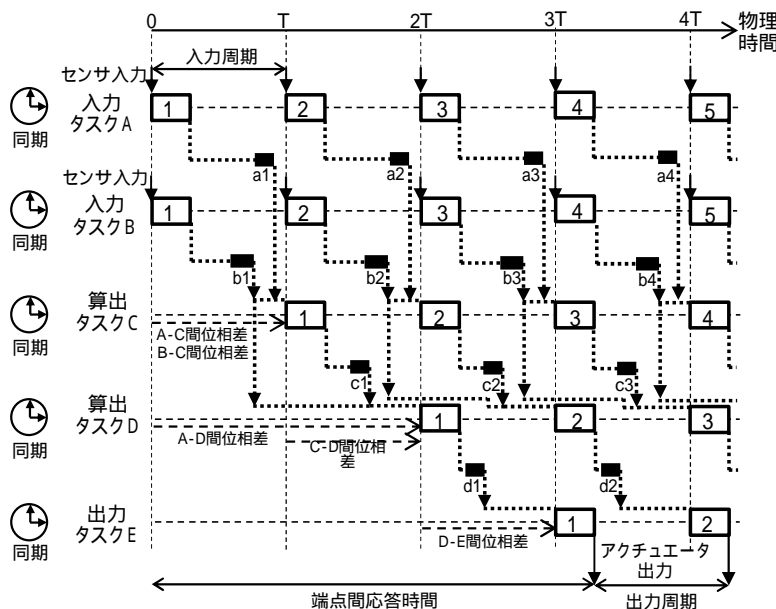 0 T 2T 3T 4T 物理
時間
入力周期
センサ入力
入力
タスクA
同期
1 2 3 4 5
a1 a2 a3 a4
センサ入力
入力
タスクB
同期
1 2 3 4 5
b1 b2 b3 b4
算出
タスクC
同期
1 2 3 4
A-C間位相差
B-C間位相差
c1 c2 c3
算出
タスクD
同期
1 2 3
A-D間位相差
C-D間位相
差
d1 d2
出力
タスクE
同期
1 2
D-E間位相差
アクチュエータ
出力
端点間応答時間
出力周期